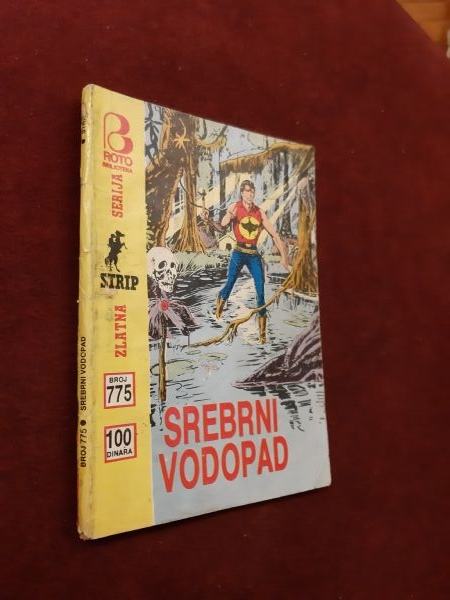 ROTO
BIBLIOTEKA
ZLATNA
STRIP
SERIJA
BROJ
775
100
DINARA
SREBRNI
VODOPAD
BROJ 775 ● SREBRNI VODOPAD